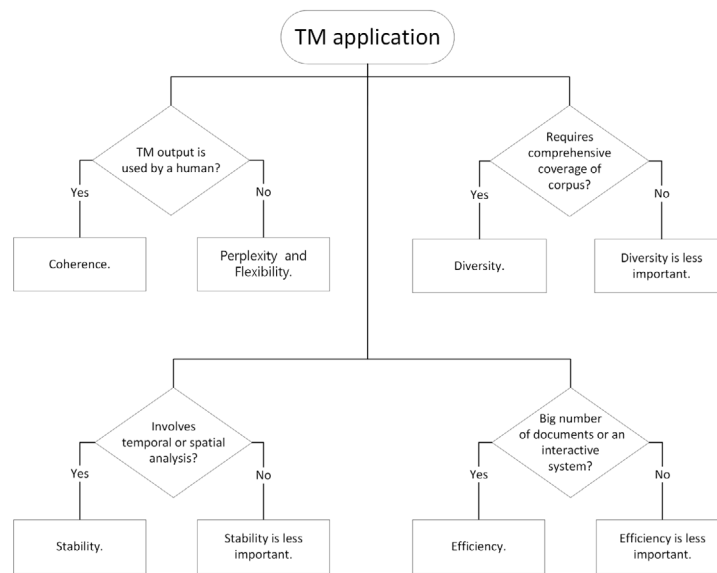 TM application
TM output is
used by a human?
Yes
No
Coherence.
Perplexity and
Flexibility.
Requires
comprehensive
coverage of
corpus?
Yes
No
Diversity.
Diversity is less
important.
Involves
temporal or spatial
analysis?
Yes
No
Stability.
Stability is less
important.
Big number
of documents or an
interactive
system?
Yes
No
Efficiency.
Efficiency is less
important.